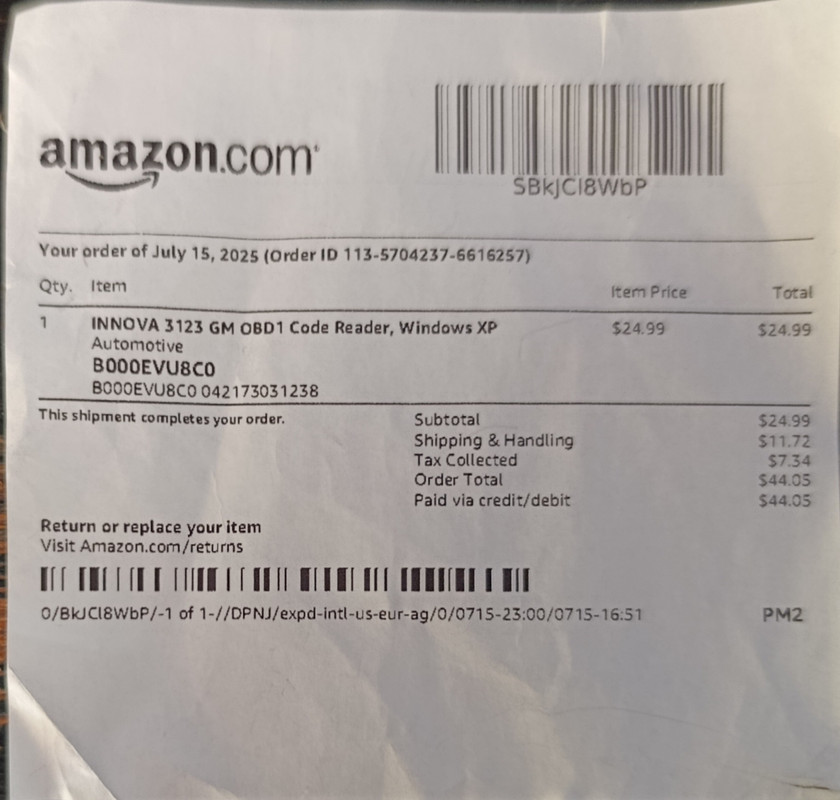 amazon.com
SBkJCl8WbP
Your order of July 15, 2025 (Order ID 113-5704237-6616257)
Qty. Item Item Price Total
1 INNOVA 3123 GM OBD1 Code Reader, Windows XP $24.99 $24.99
Automotive
B000EVU8C0
B000EVU8C0 042173031238
This shipment completes your order. Subtotal $24.99
Shipping & Handling $11.72
Tax Collected $7.34
Order Total $44.05
Paid via credit/debit $44.05
Return or replace your item
Visit Amazon.com/returns
0/BkJCl8WbP/-1 of 1-//DPNJ/expd-intl-us-eur-ag/0/0715-23:00/0715-16:51 PM2